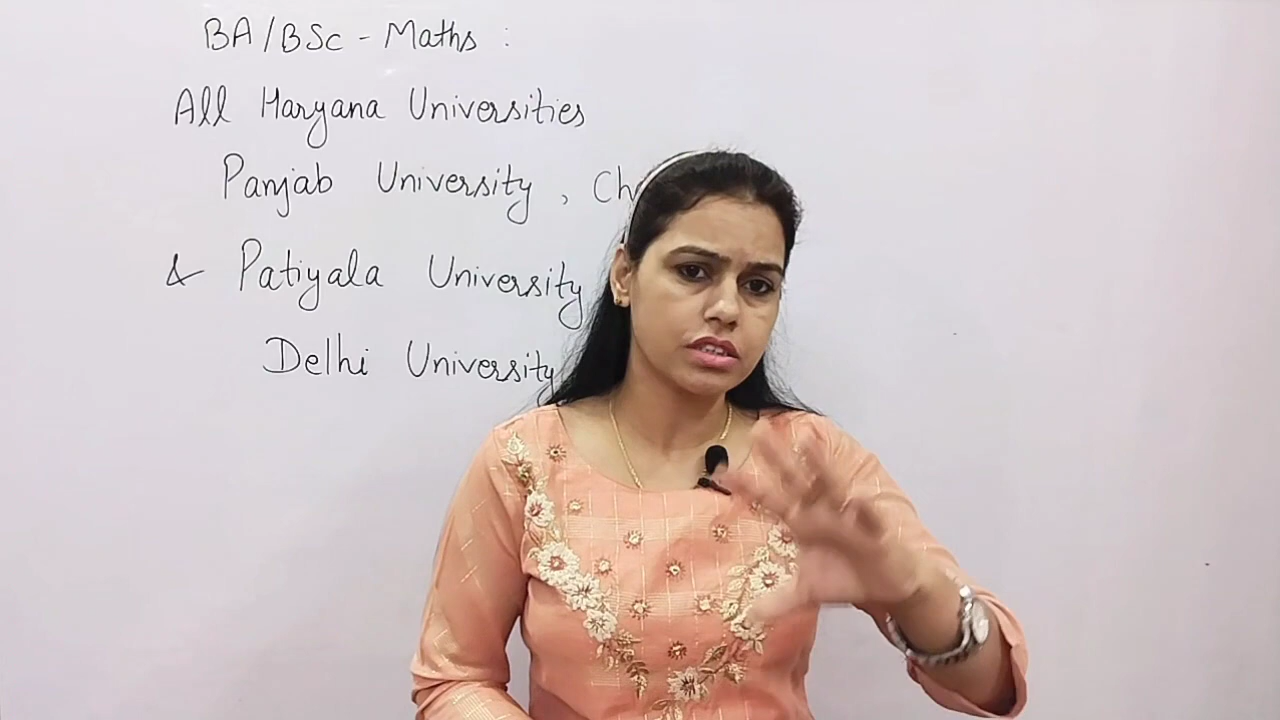 BA/BSc - Maths :
All Haryana Universities
Panjab University, Ch
& Patiyala University
Delhi University